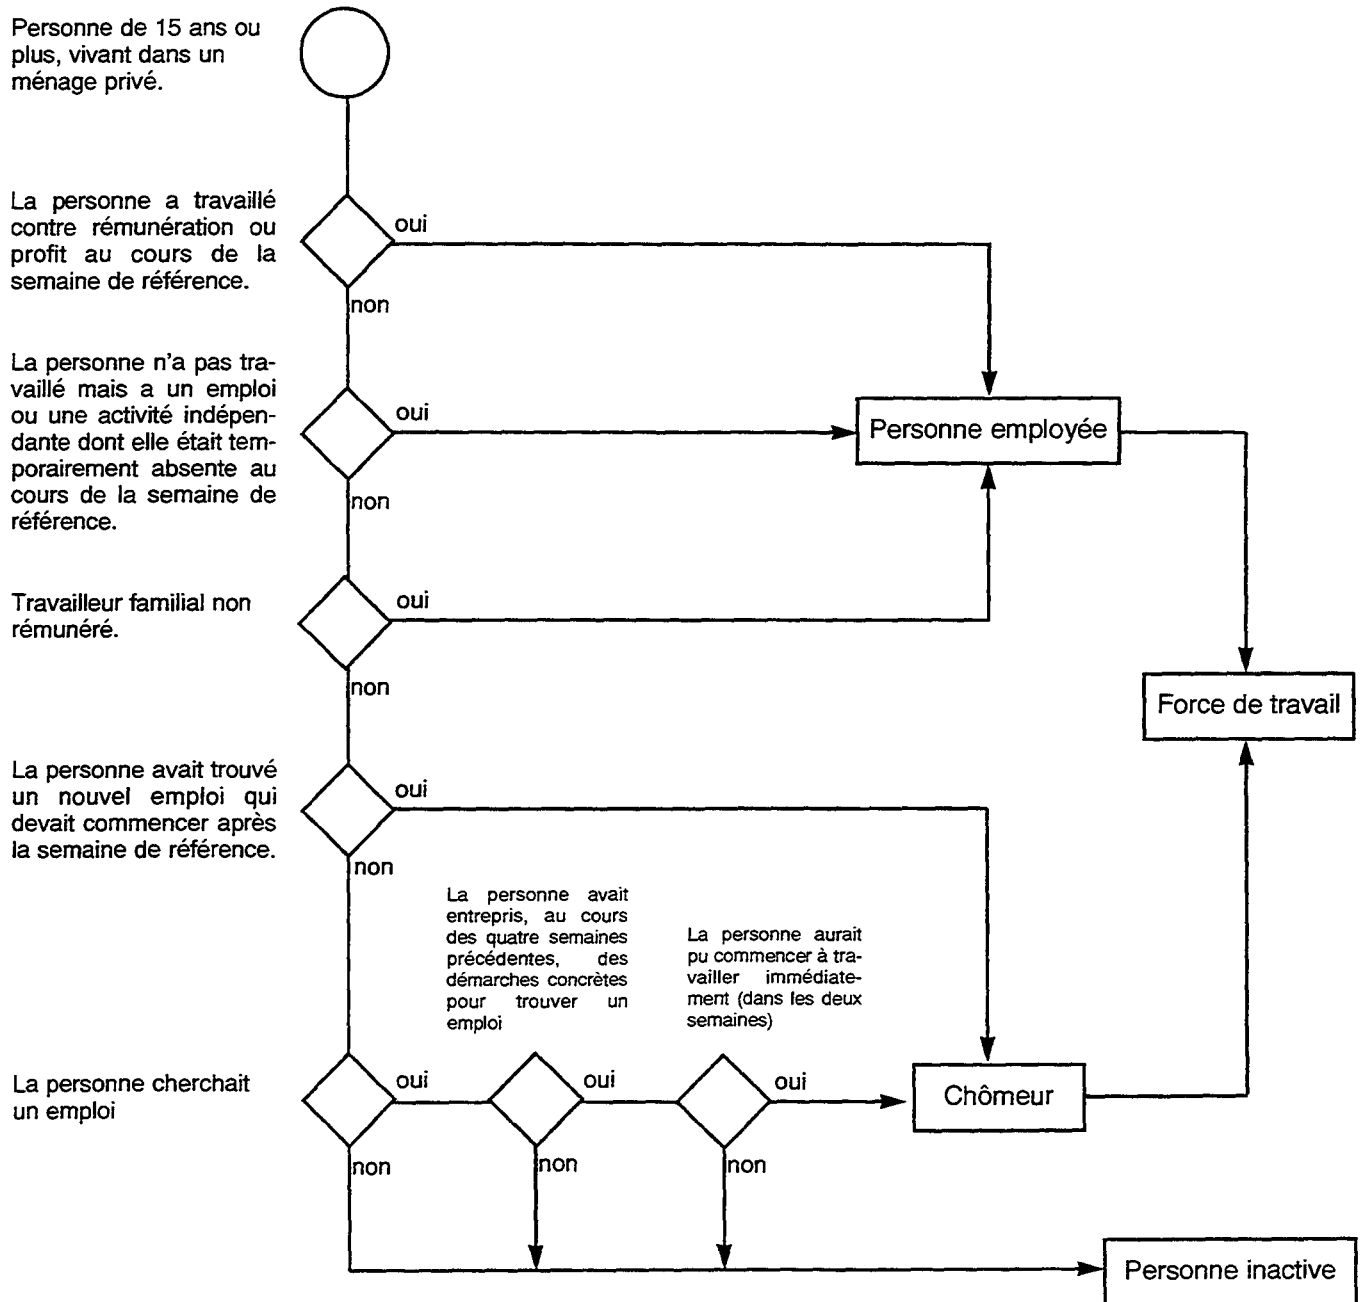 Personne de 15 ans ou
plus, vivant dans un
ménage privé.
La personne a travaillé
contre rémunération ou
profit au cours de la
semaine de référence.
oui
non
La personne n'a pas tra-
vaillé mais a un emploi
ou une activité indépen-
dante dont elle était tem-
porairement absente au
cours de la semaine de
référence.
oui
non
Personne employée
Travailleur familial non
rémunéré.
oui
non
Force de travail
La personne avait trouvé
un nouvel emploi qui
devait commencer après
la semaine de référence.
oui
non
La personne avait
entrepris, au cours
des quatre semaines
précédentes, des
démarches concrètes
pour trouver un
emploi
La personne aurait
pu commencer à tra-
vailler immédiate-
ment (dans les deux
semaines)
La personne cherchait
un emploi
oui
non
oui
non
oui
non
Chômeur
Personne inactive